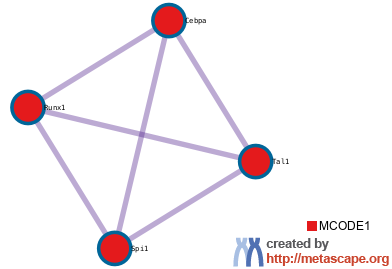 Cebpa
Runx1
Tal1
Spi1
MCODE1
created by
http://metascape.org